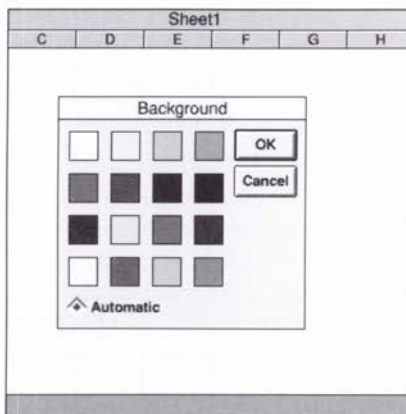 Sheet1
C D E F G H
Background
OK
Cancel
Automatic